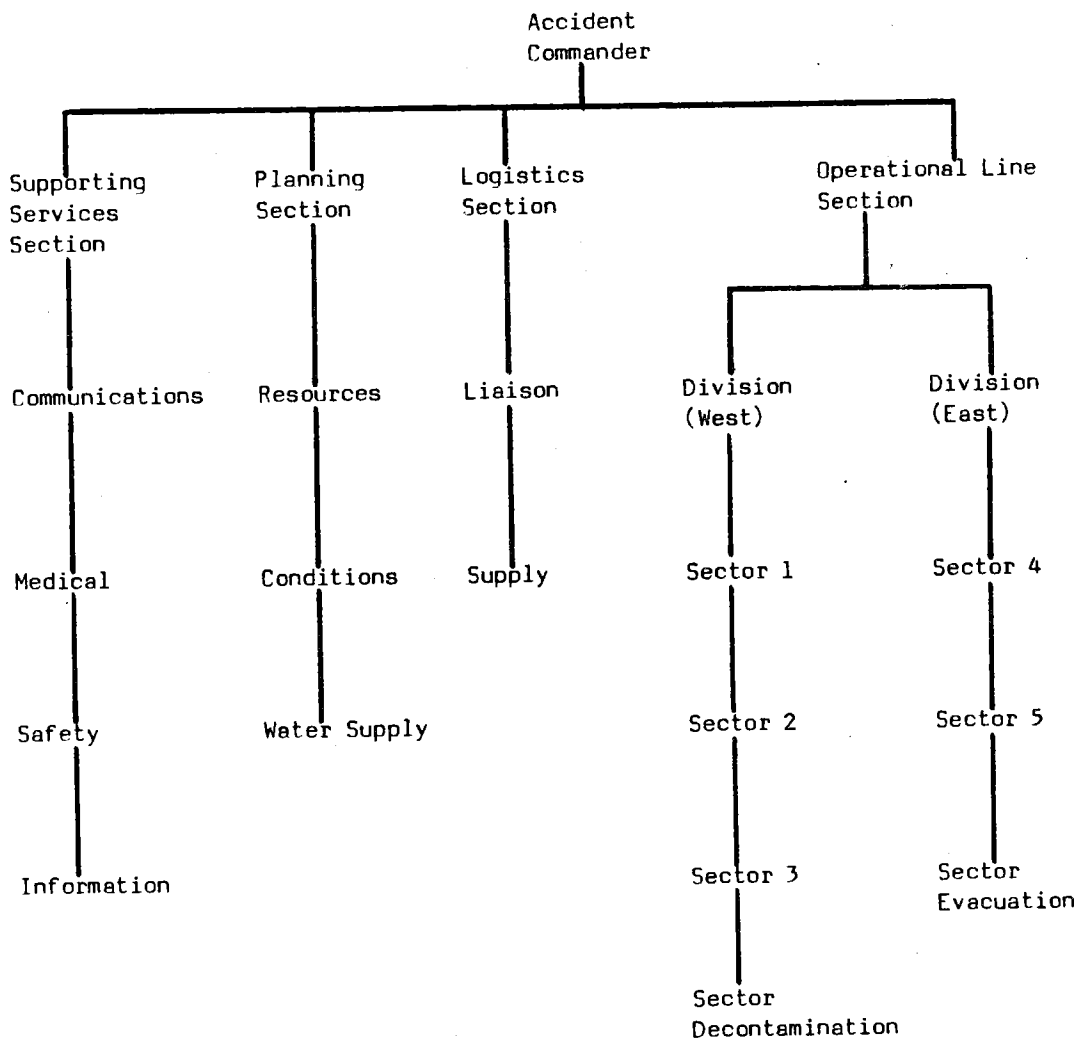 Accident
Commander
Supporting
Services
Section
Planning
Section
Logistics
Section
Operational Line
Section
Communications
Resources
Liaison
Division
(West)
Division
(East)
Medical
Conditions
Supply
Sector 1
Sector 4
Safety
Water Supply
Sector 2
Sector 5
Information
Sector 3
Sector
Evacuation
Sector
Decontamination